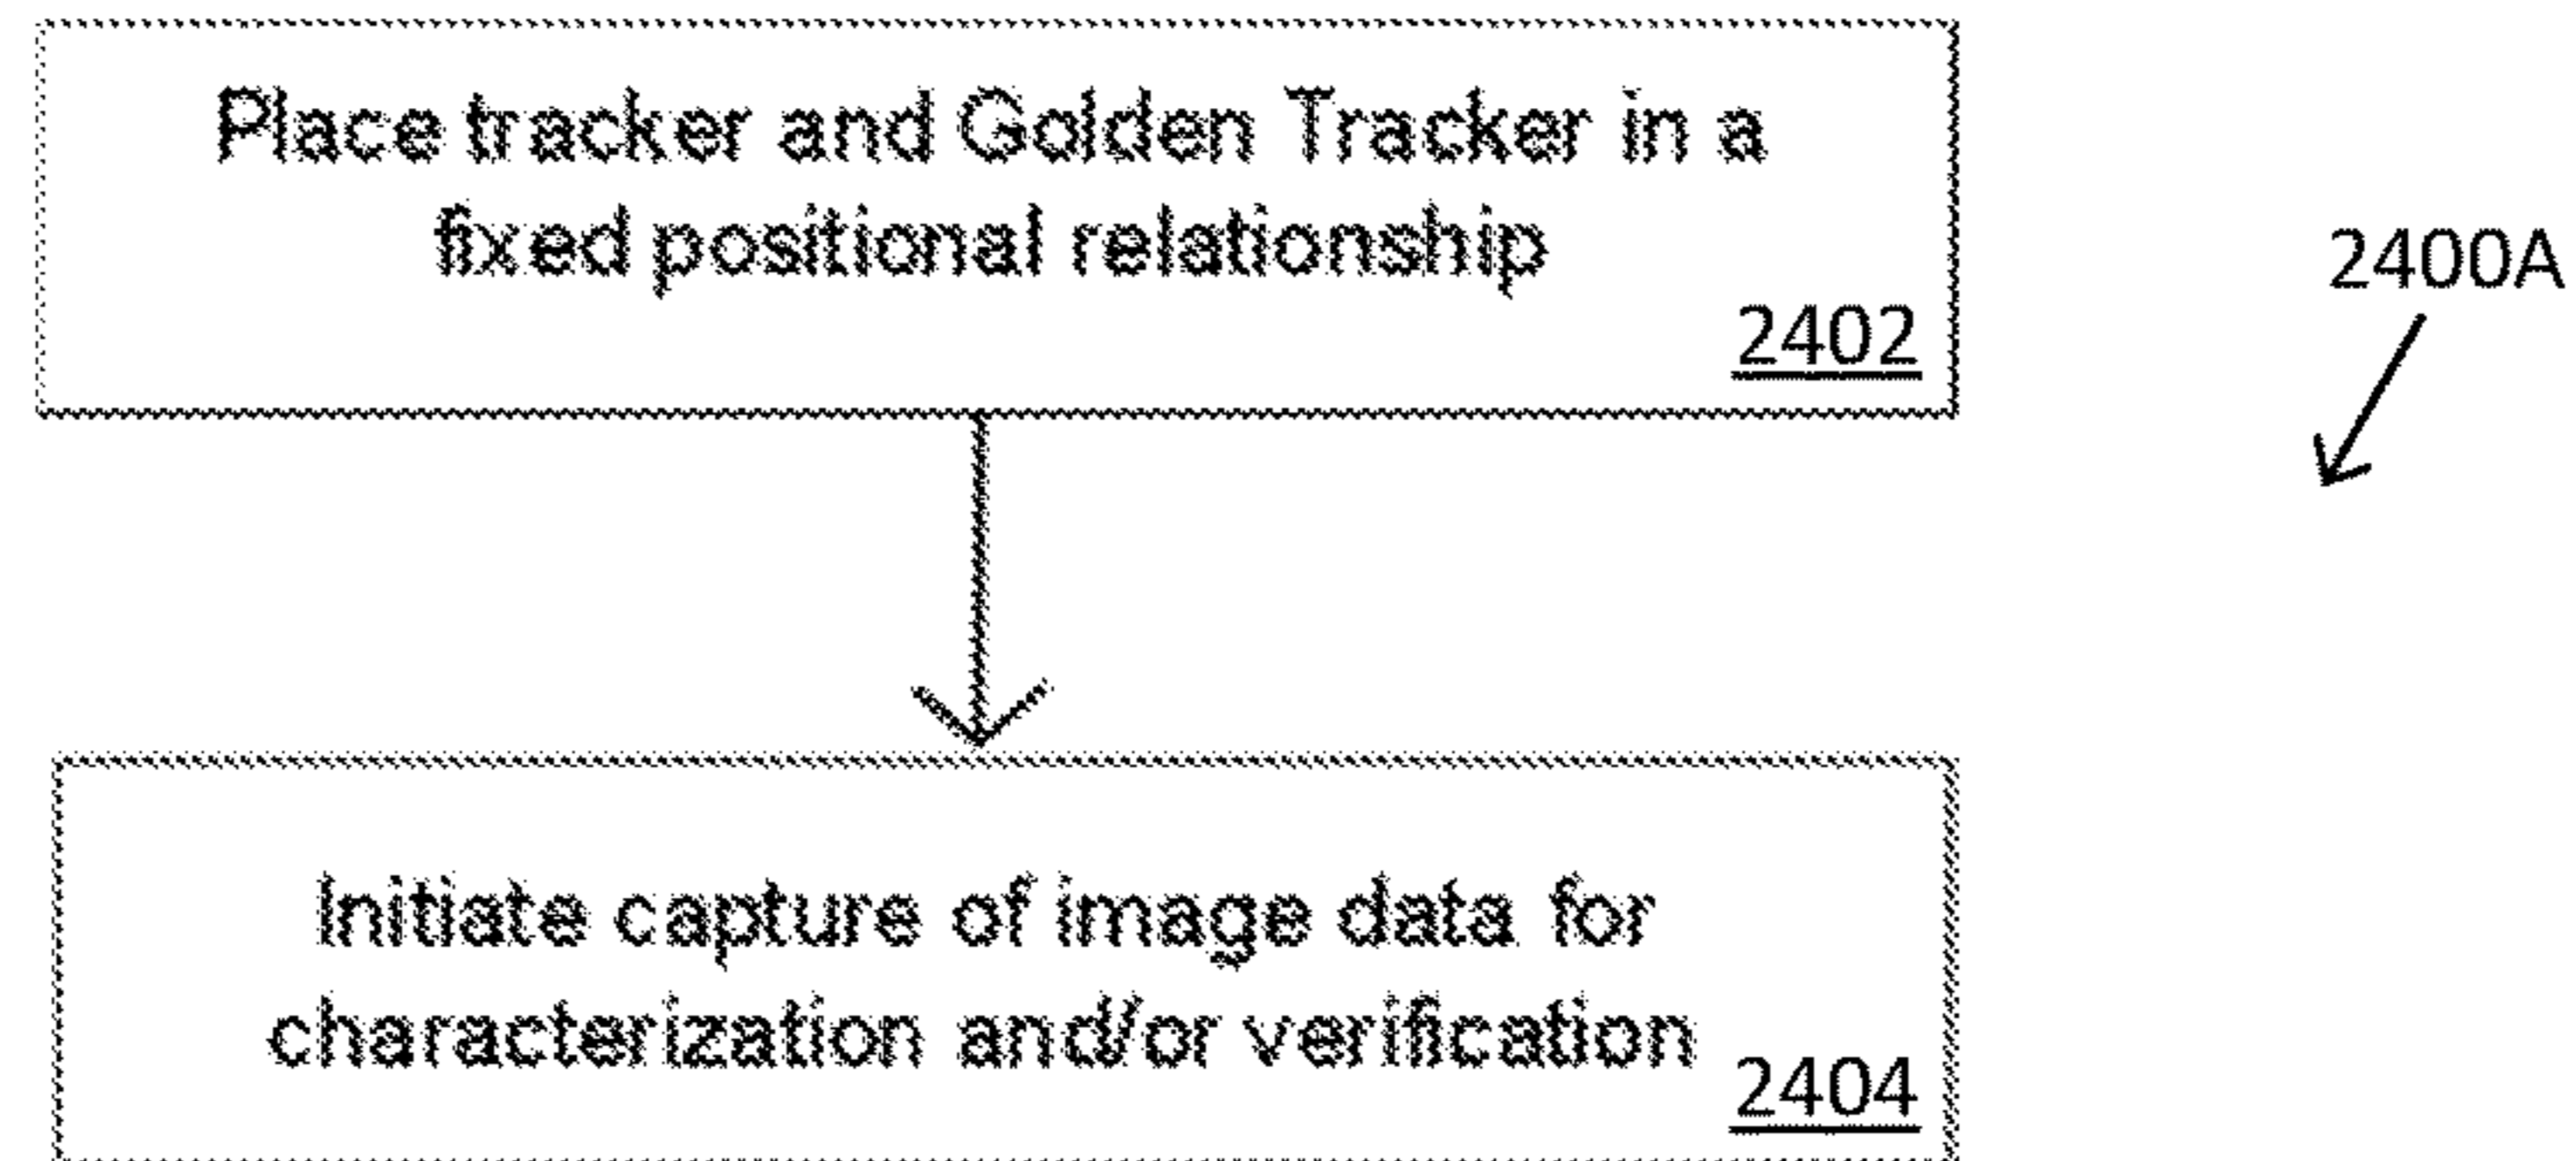 Place tracker and Golden Tracker in a
fixed positional relationship
2402
2400A
Initiate capture of image data for
characterization and/or verification
2404